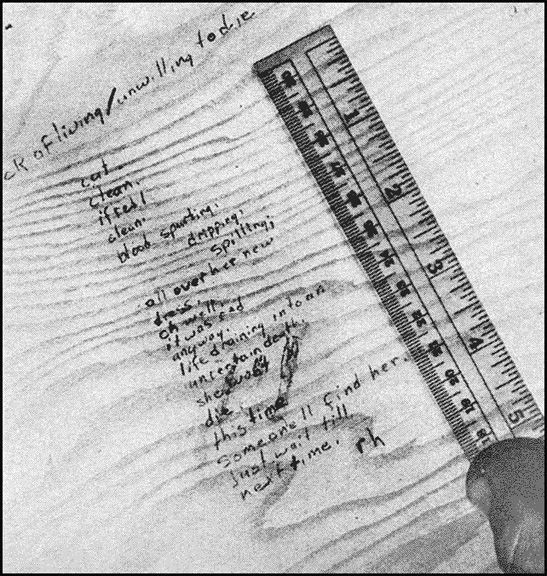 ck of living/unwilling to die
cut.
clean.
if red /
clean.
blood spurting.
dripping,
spilling;
all over her new
dress.
oh well,
it was red
anyway.
life draining into an
uncertain death.
she won't
die.
this time
someone'll find her.
Just wait till
next time.
rh
1
2
3
4
5